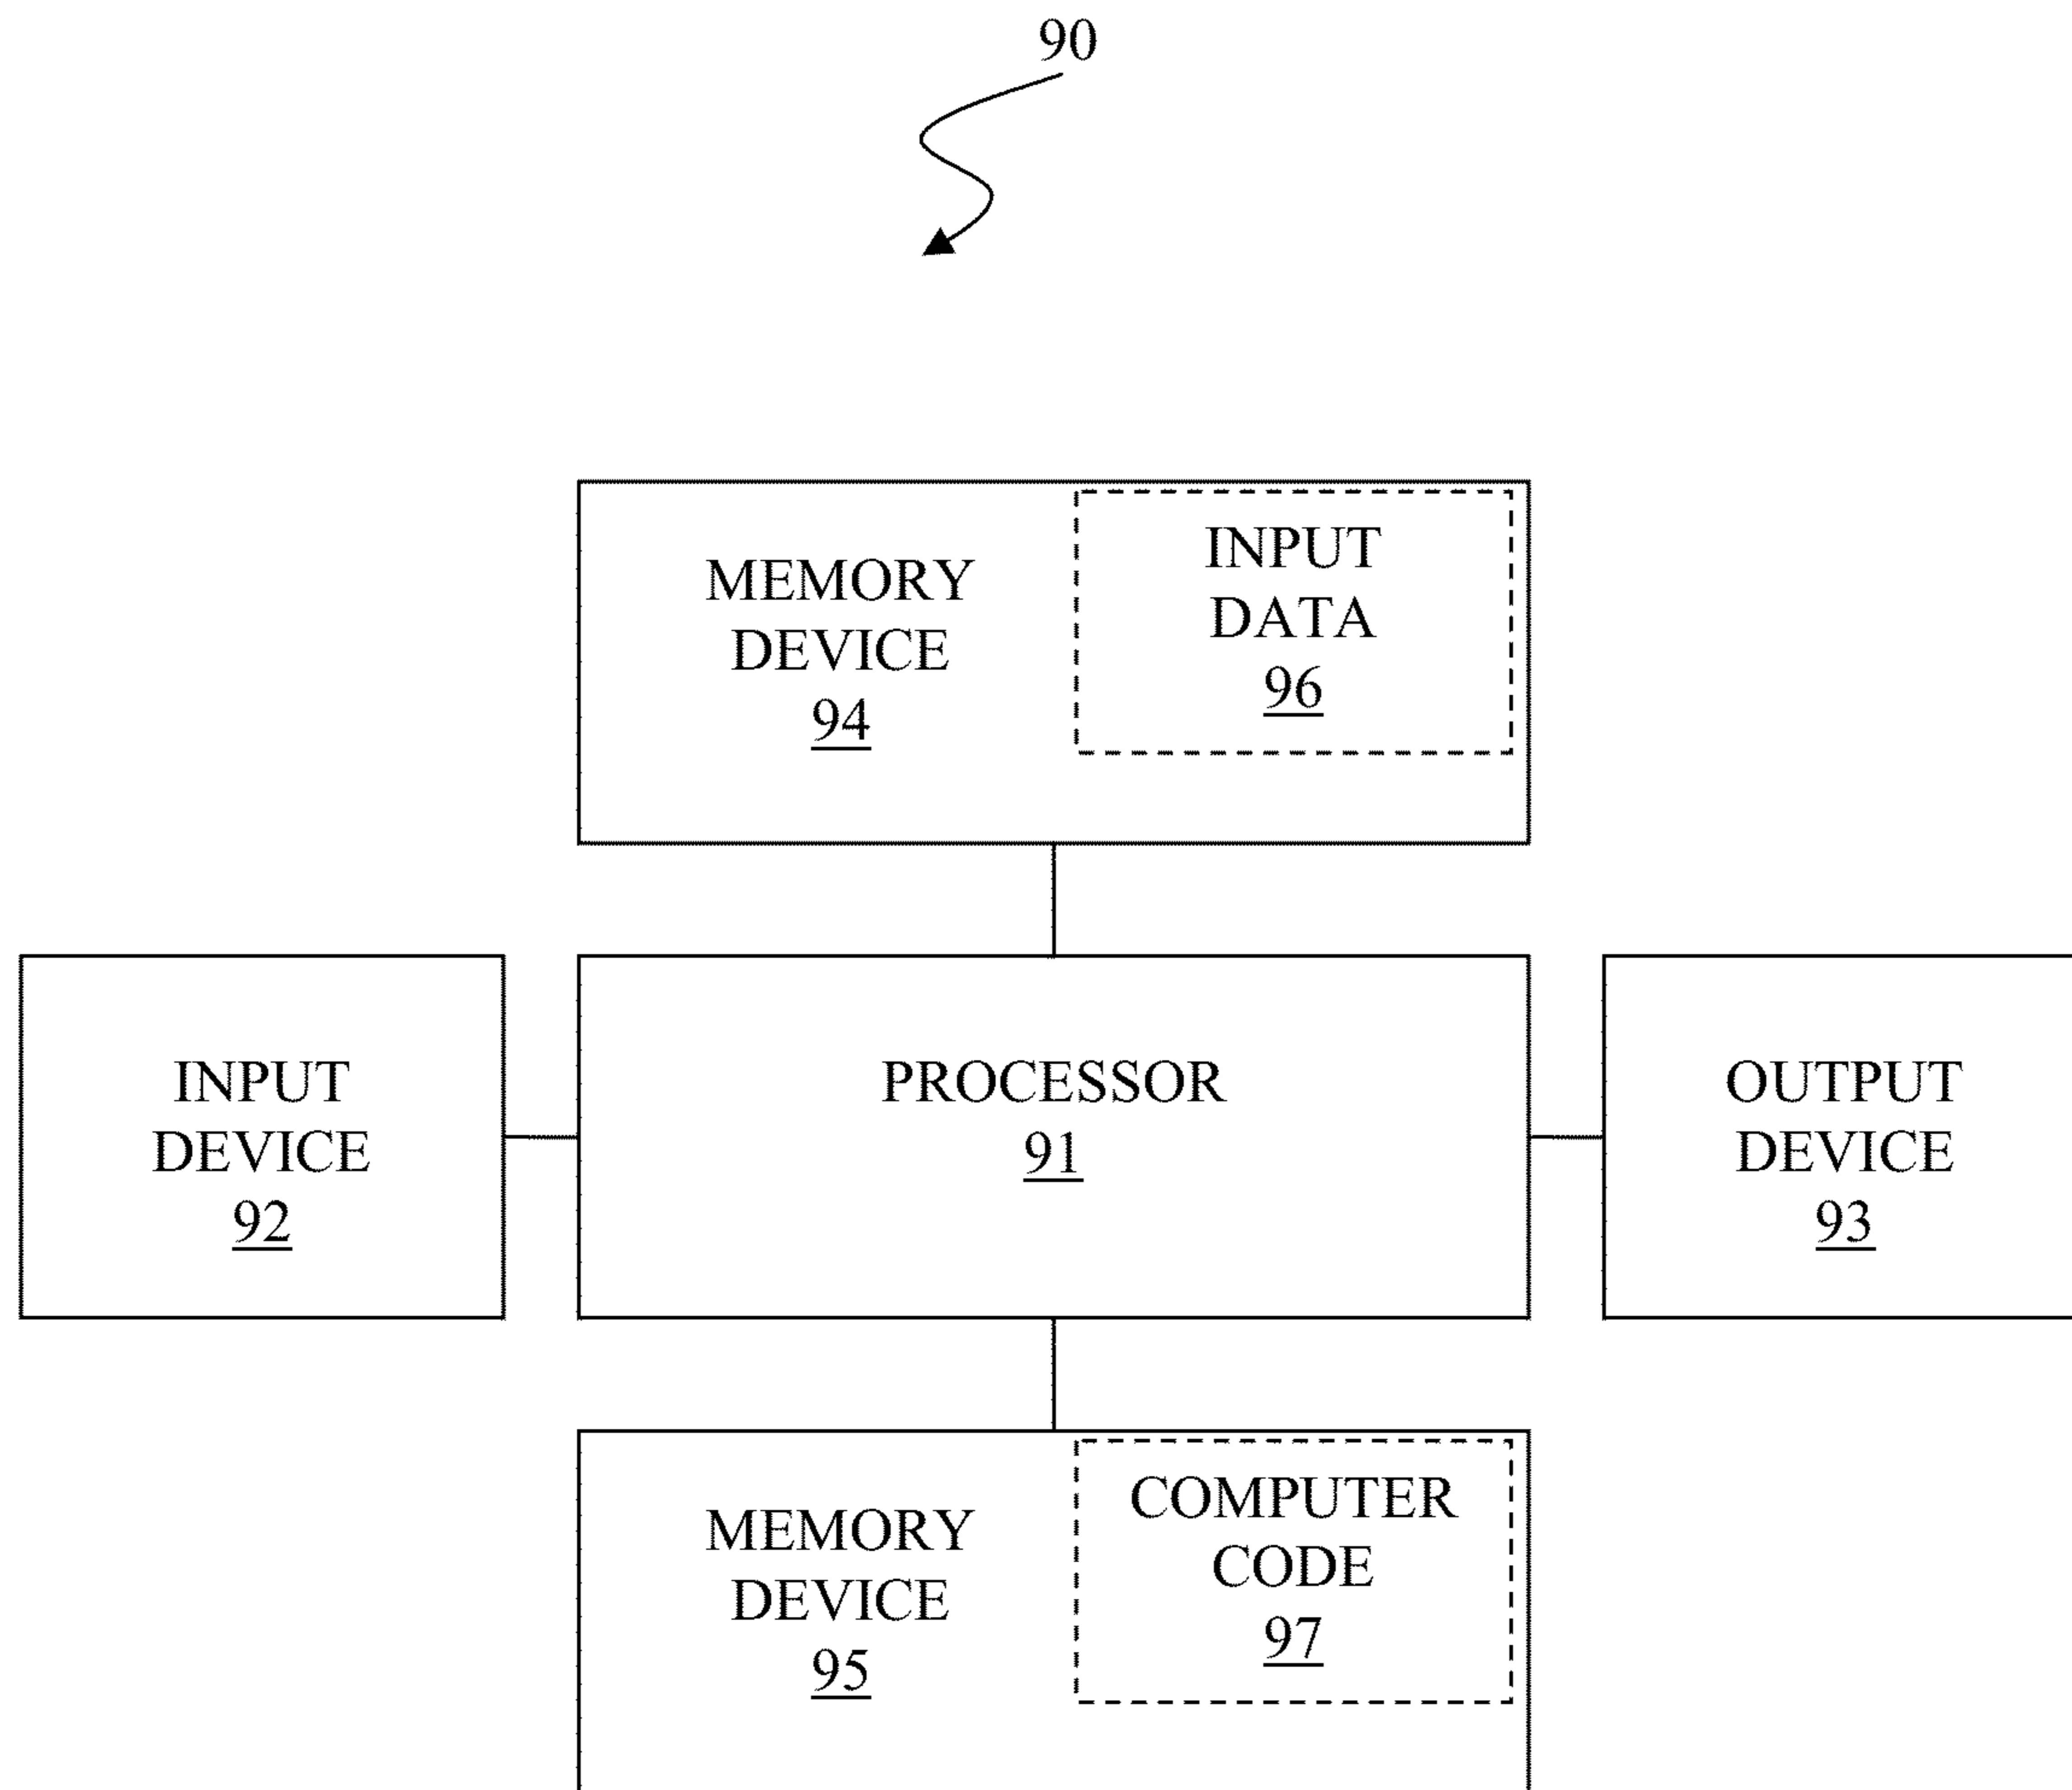 90
MEMORY
DEVICE
94
INPUT
DATA
96
INPUT
DEVICE
92
PROCESSOR
91
OUTPUT
DEVICE
93
MEMORY
DEVICE
95
COMPUTER
CODE
97